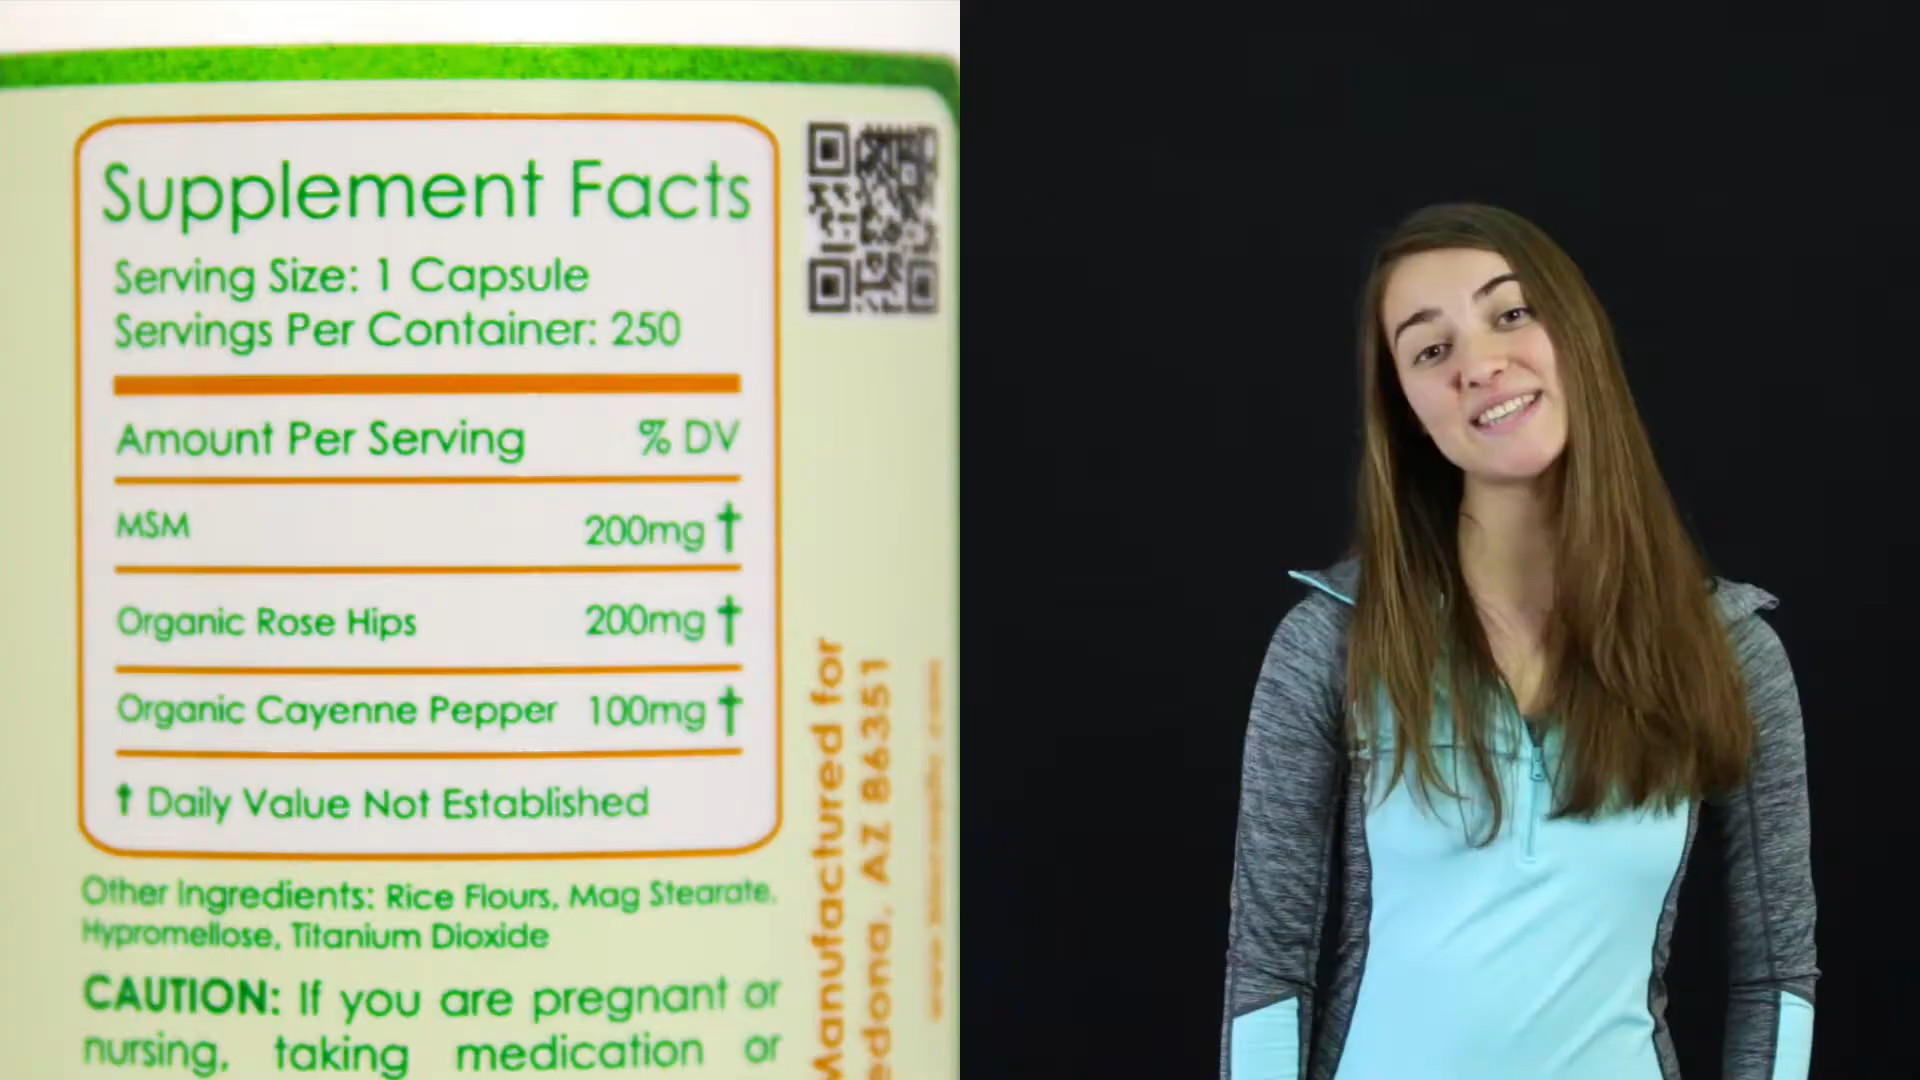 Supplement Facts
Serving Size: 1 Capsule
Servings Per Container: 250
Amount Per Serving % DV
MSM 200mg †
Organic Rose Hips 200mg †
Organic Cayenne Pepper 100mg †
† Daily Value Not Established
Other Ingredients: Rice Flours, Mag Stearate,
Hypromellose, Titanium Dioxide
CAUTION: If you are pregnant or
nursing, taking medication or
Manufactured for
edona, AZ 86351